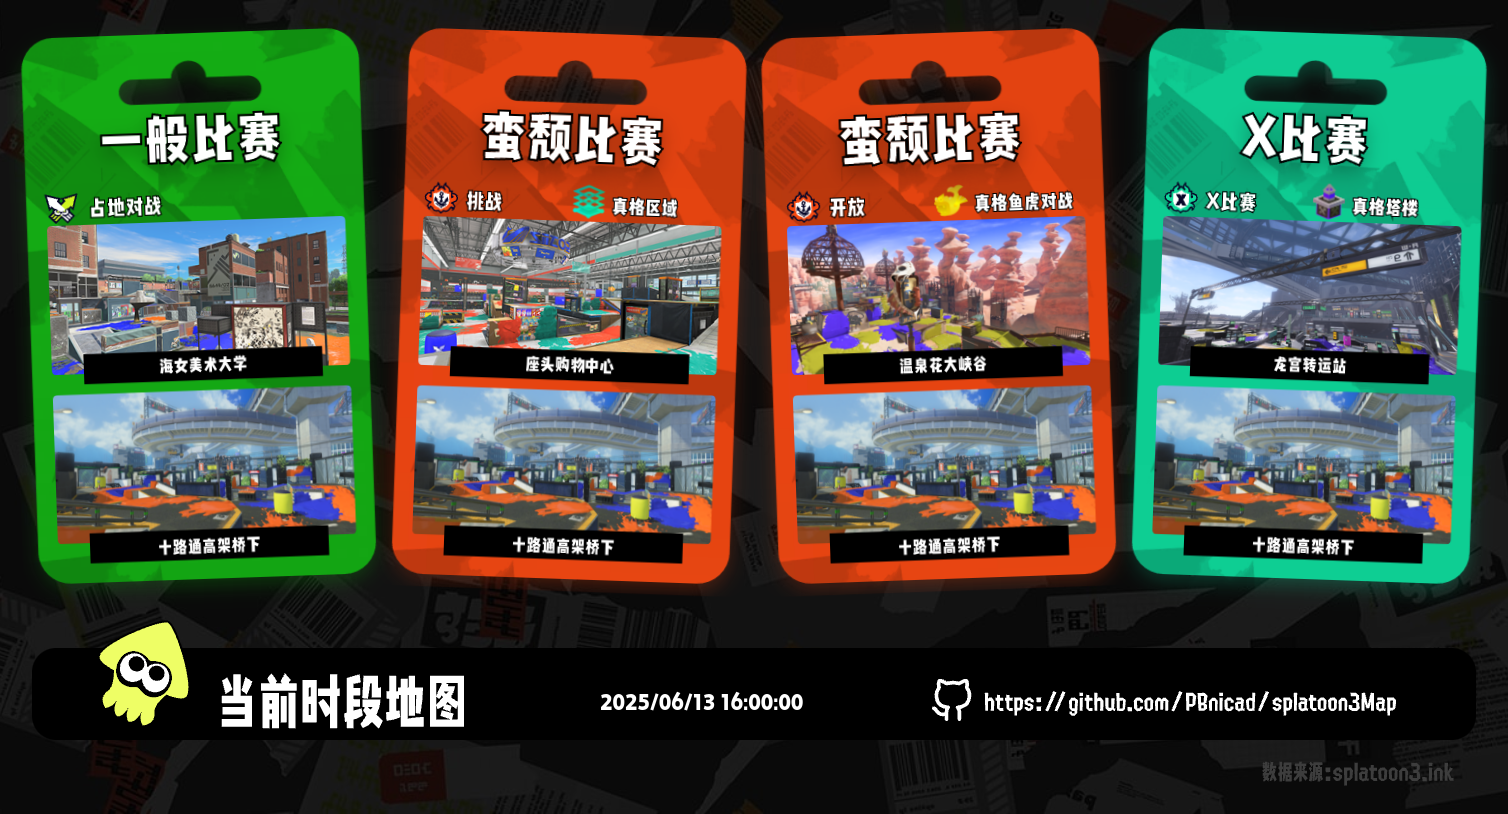 一般比赛
占地对战
海女美术大学
十路通高架桥下
蛮颓比赛
挑战
真格区域
座头购物中心
十路通高架桥下
蛮颓比赛
开放
真格鱼虎对战
温泉花大峡谷
十路通高架桥下
X比赛
X比赛
真格塔楼
龙宫转运站
十路通高架桥下
当前时段地图
2025/06/13 16:00:00
https://github.com/PBnicad/splatoon3Map
数据来源:splatoon3.ink